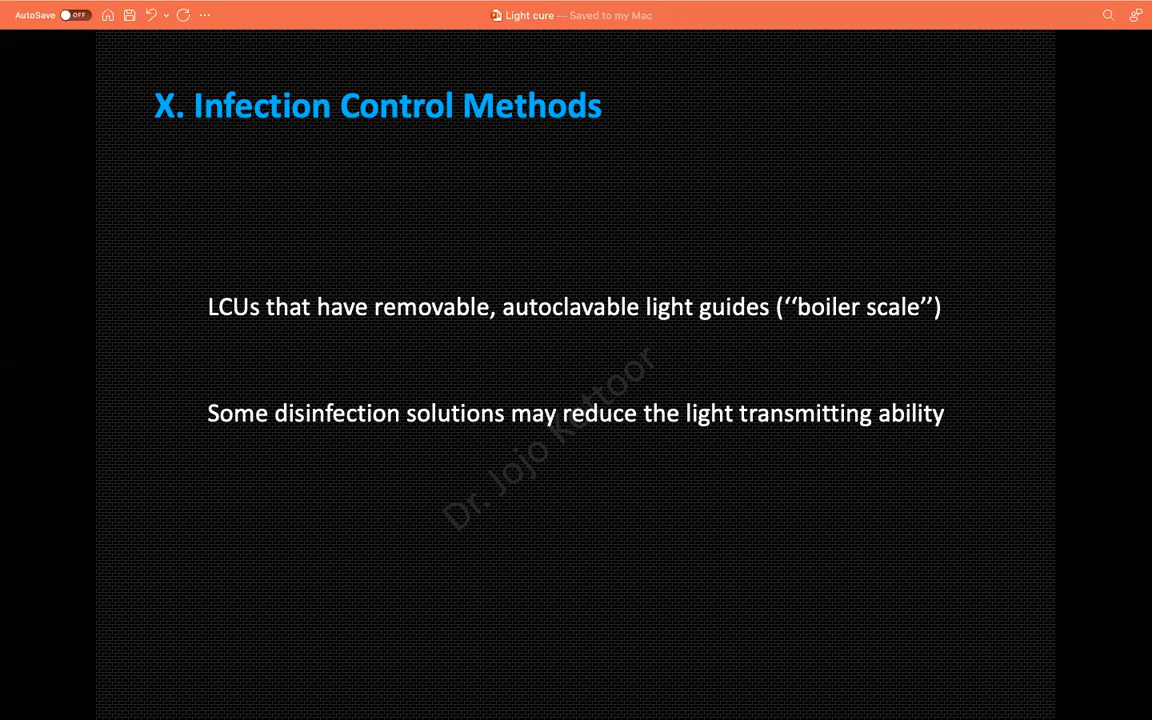 AutoSave OFF
Light cure — Saved to my Mac
X. Infection Control Methods
LCUs that have removable, autoclavable light guides (‘‘boiler scale’’)
Some disinfection solutions may reduce the light transmitting ability
Dr. Jojo Kottoor